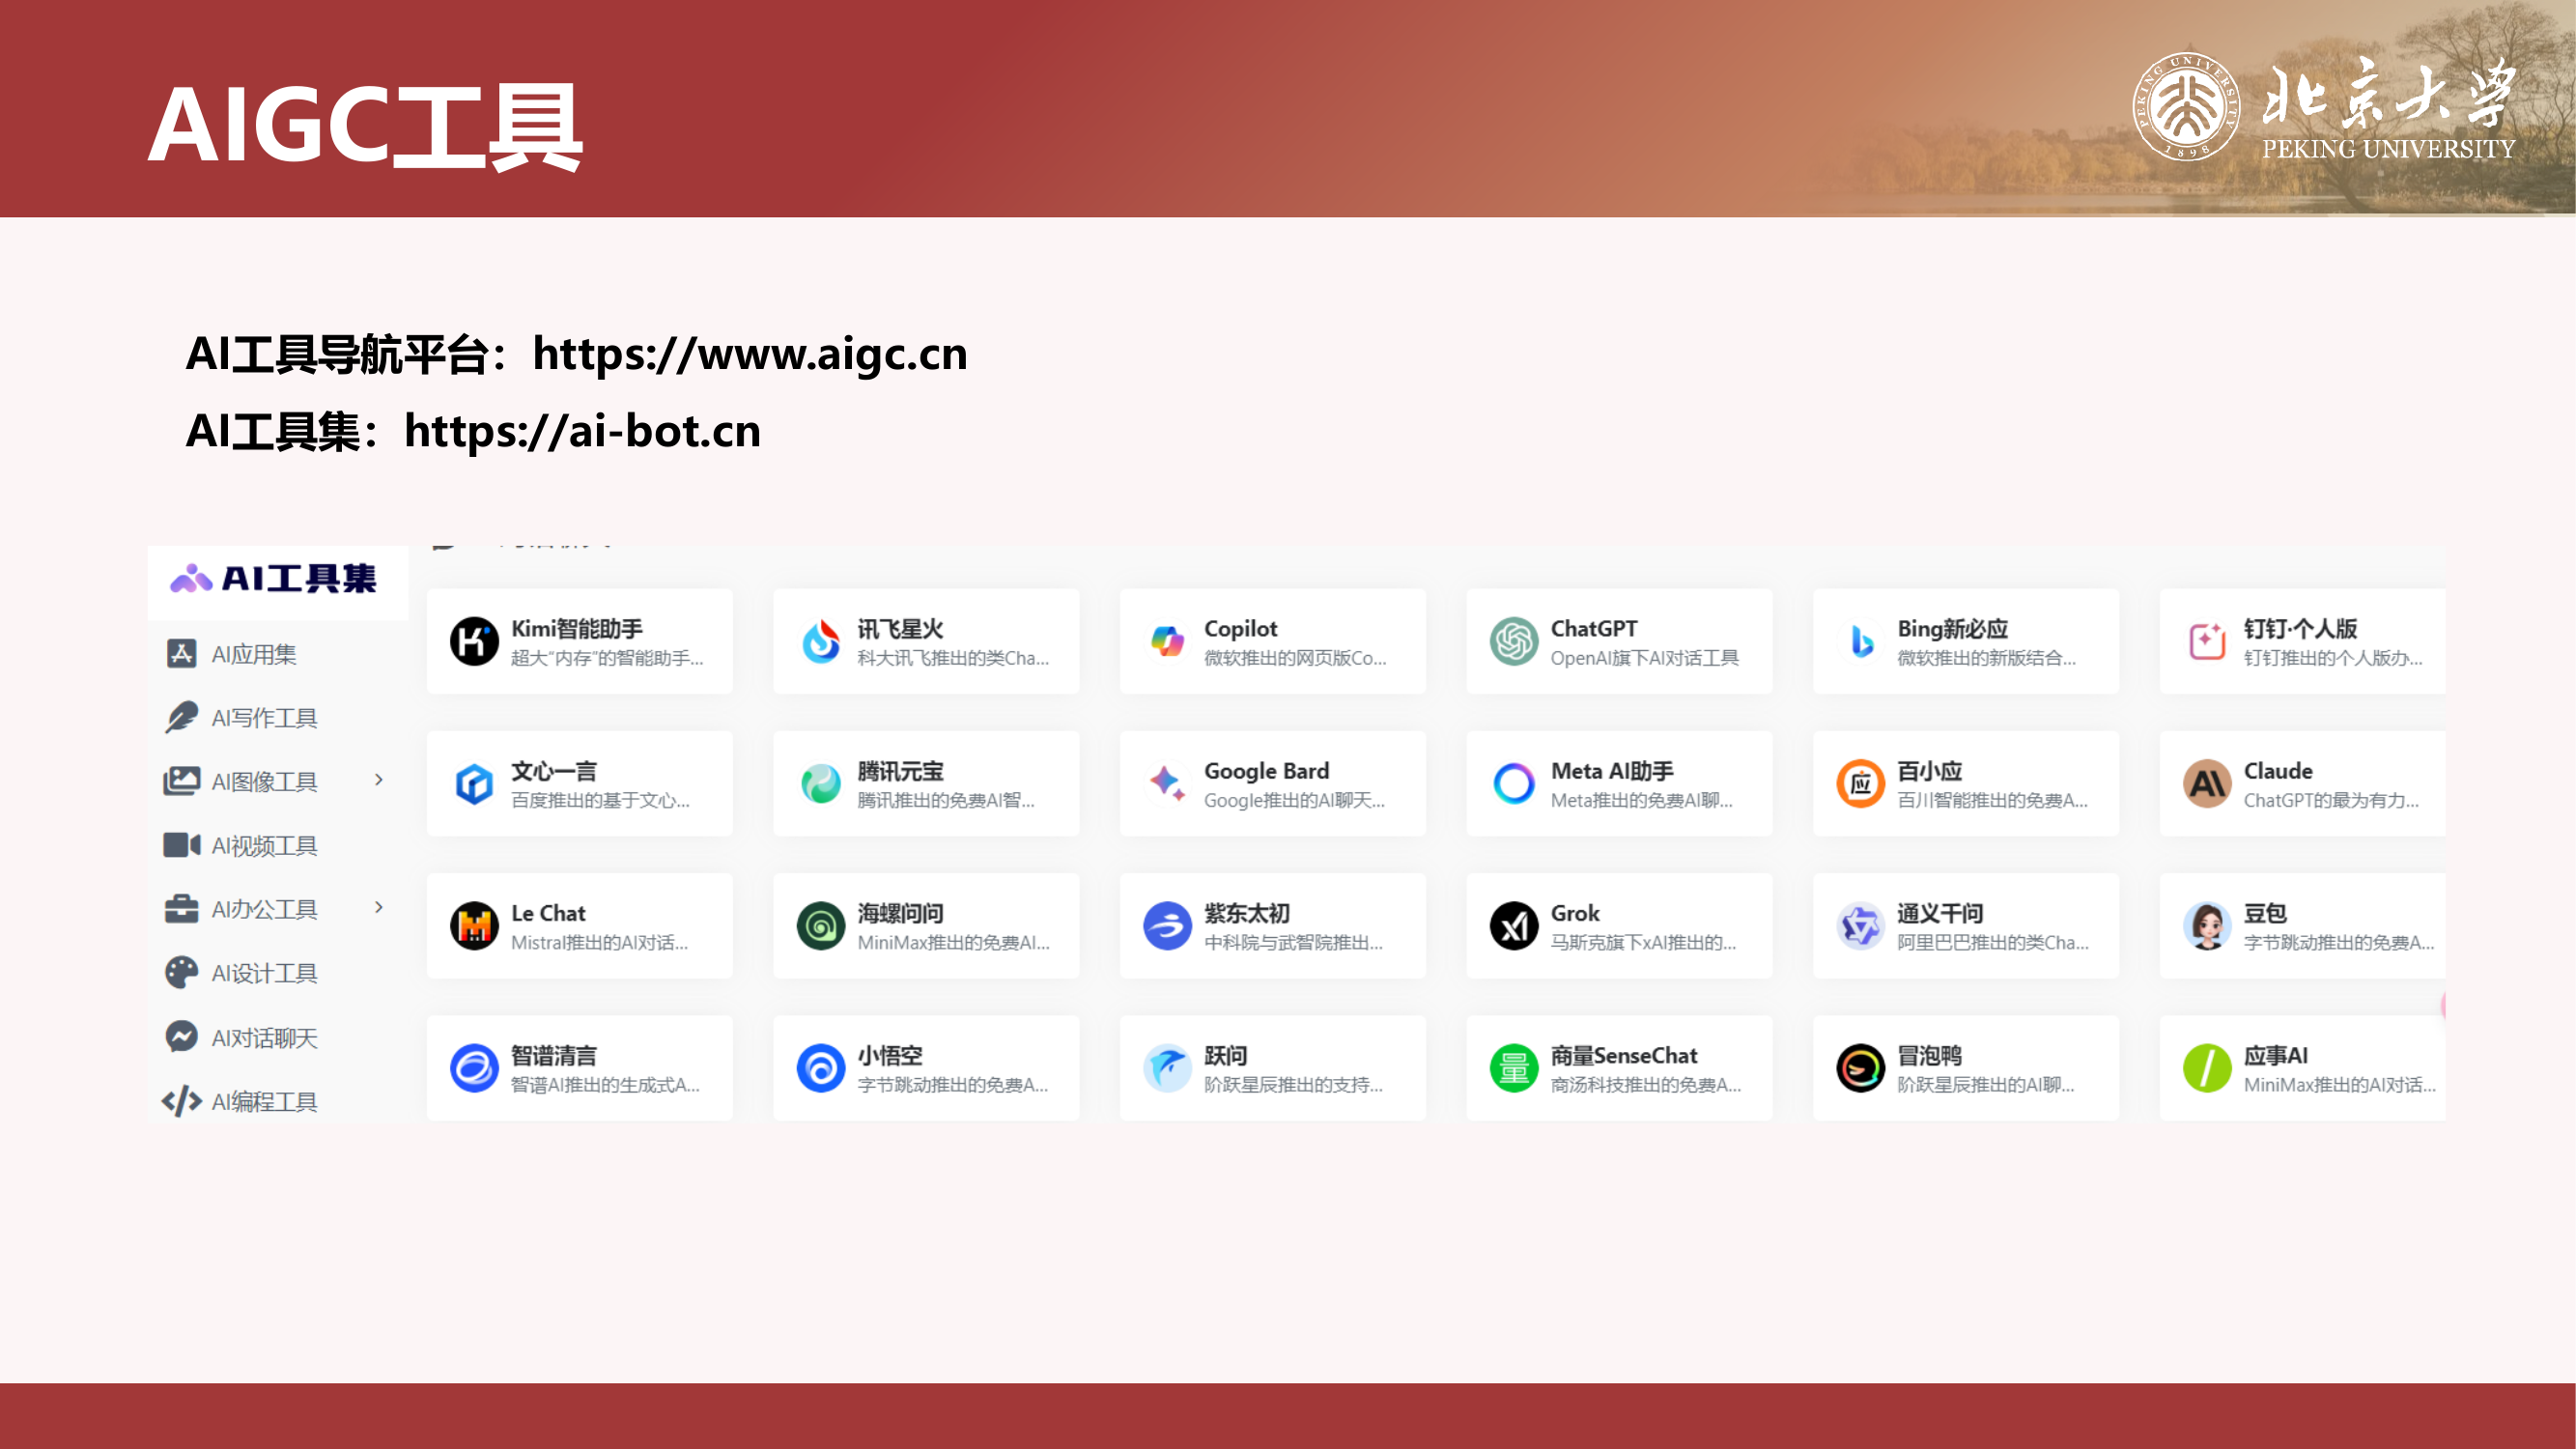 AIGC工具
PEKING UNIVERSITY
1898
北京大学
PEKING UNIVERSITY
AI工具导航平台：https://www.aigc.cn
AI工具集：https://ai-bot.cn
AI工具集
AI应用集
AI写作工具
AI图像工具
AI视频工具
AI办公工具
AI设计工具
AI对话聊天
AI编程工具
Kimi智能助手
超大“内存”的智能助手...
讯飞星火
科大讯飞推出的类Cha...
Copilot
微软推出的网页版Co...
ChatGPT
OpenAI旗下AI对话工具
Bing新必应
微软推出的新版结合...
钉钉·个人版
钉钉推出的个人版办...
文心一言
百度推出的基于文心...
腾讯元宝
腾讯推出的免费AI智...
Google Bard
Google推出的AI聊天...
Meta AI助手
Meta推出的免费AI聊...
应
百小应
百川智能推出的免费A...
Claude
ChatGPT的最为有力...
Le Chat
Mistral推出的AI对话...
海螺问问
MiniMax推出的免费AI...
紫东太初
中科院与武智院推出...
Grok
马斯克旗下xAI推出的...
通义千问
阿里巴巴推出的类Cha...
豆包
字节跳动推出的免费A...
智谱清言
智谱AI推出的生成式A...
小悟空
字节跳动推出的免费A...
跃问
阶跃星辰推出的支持...
量
商量SenseChat
商汤科技推出的免费A...
冒泡鸭
阶跃星辰推出的AI聊...
应事AI
MiniMax推出的AI对话...